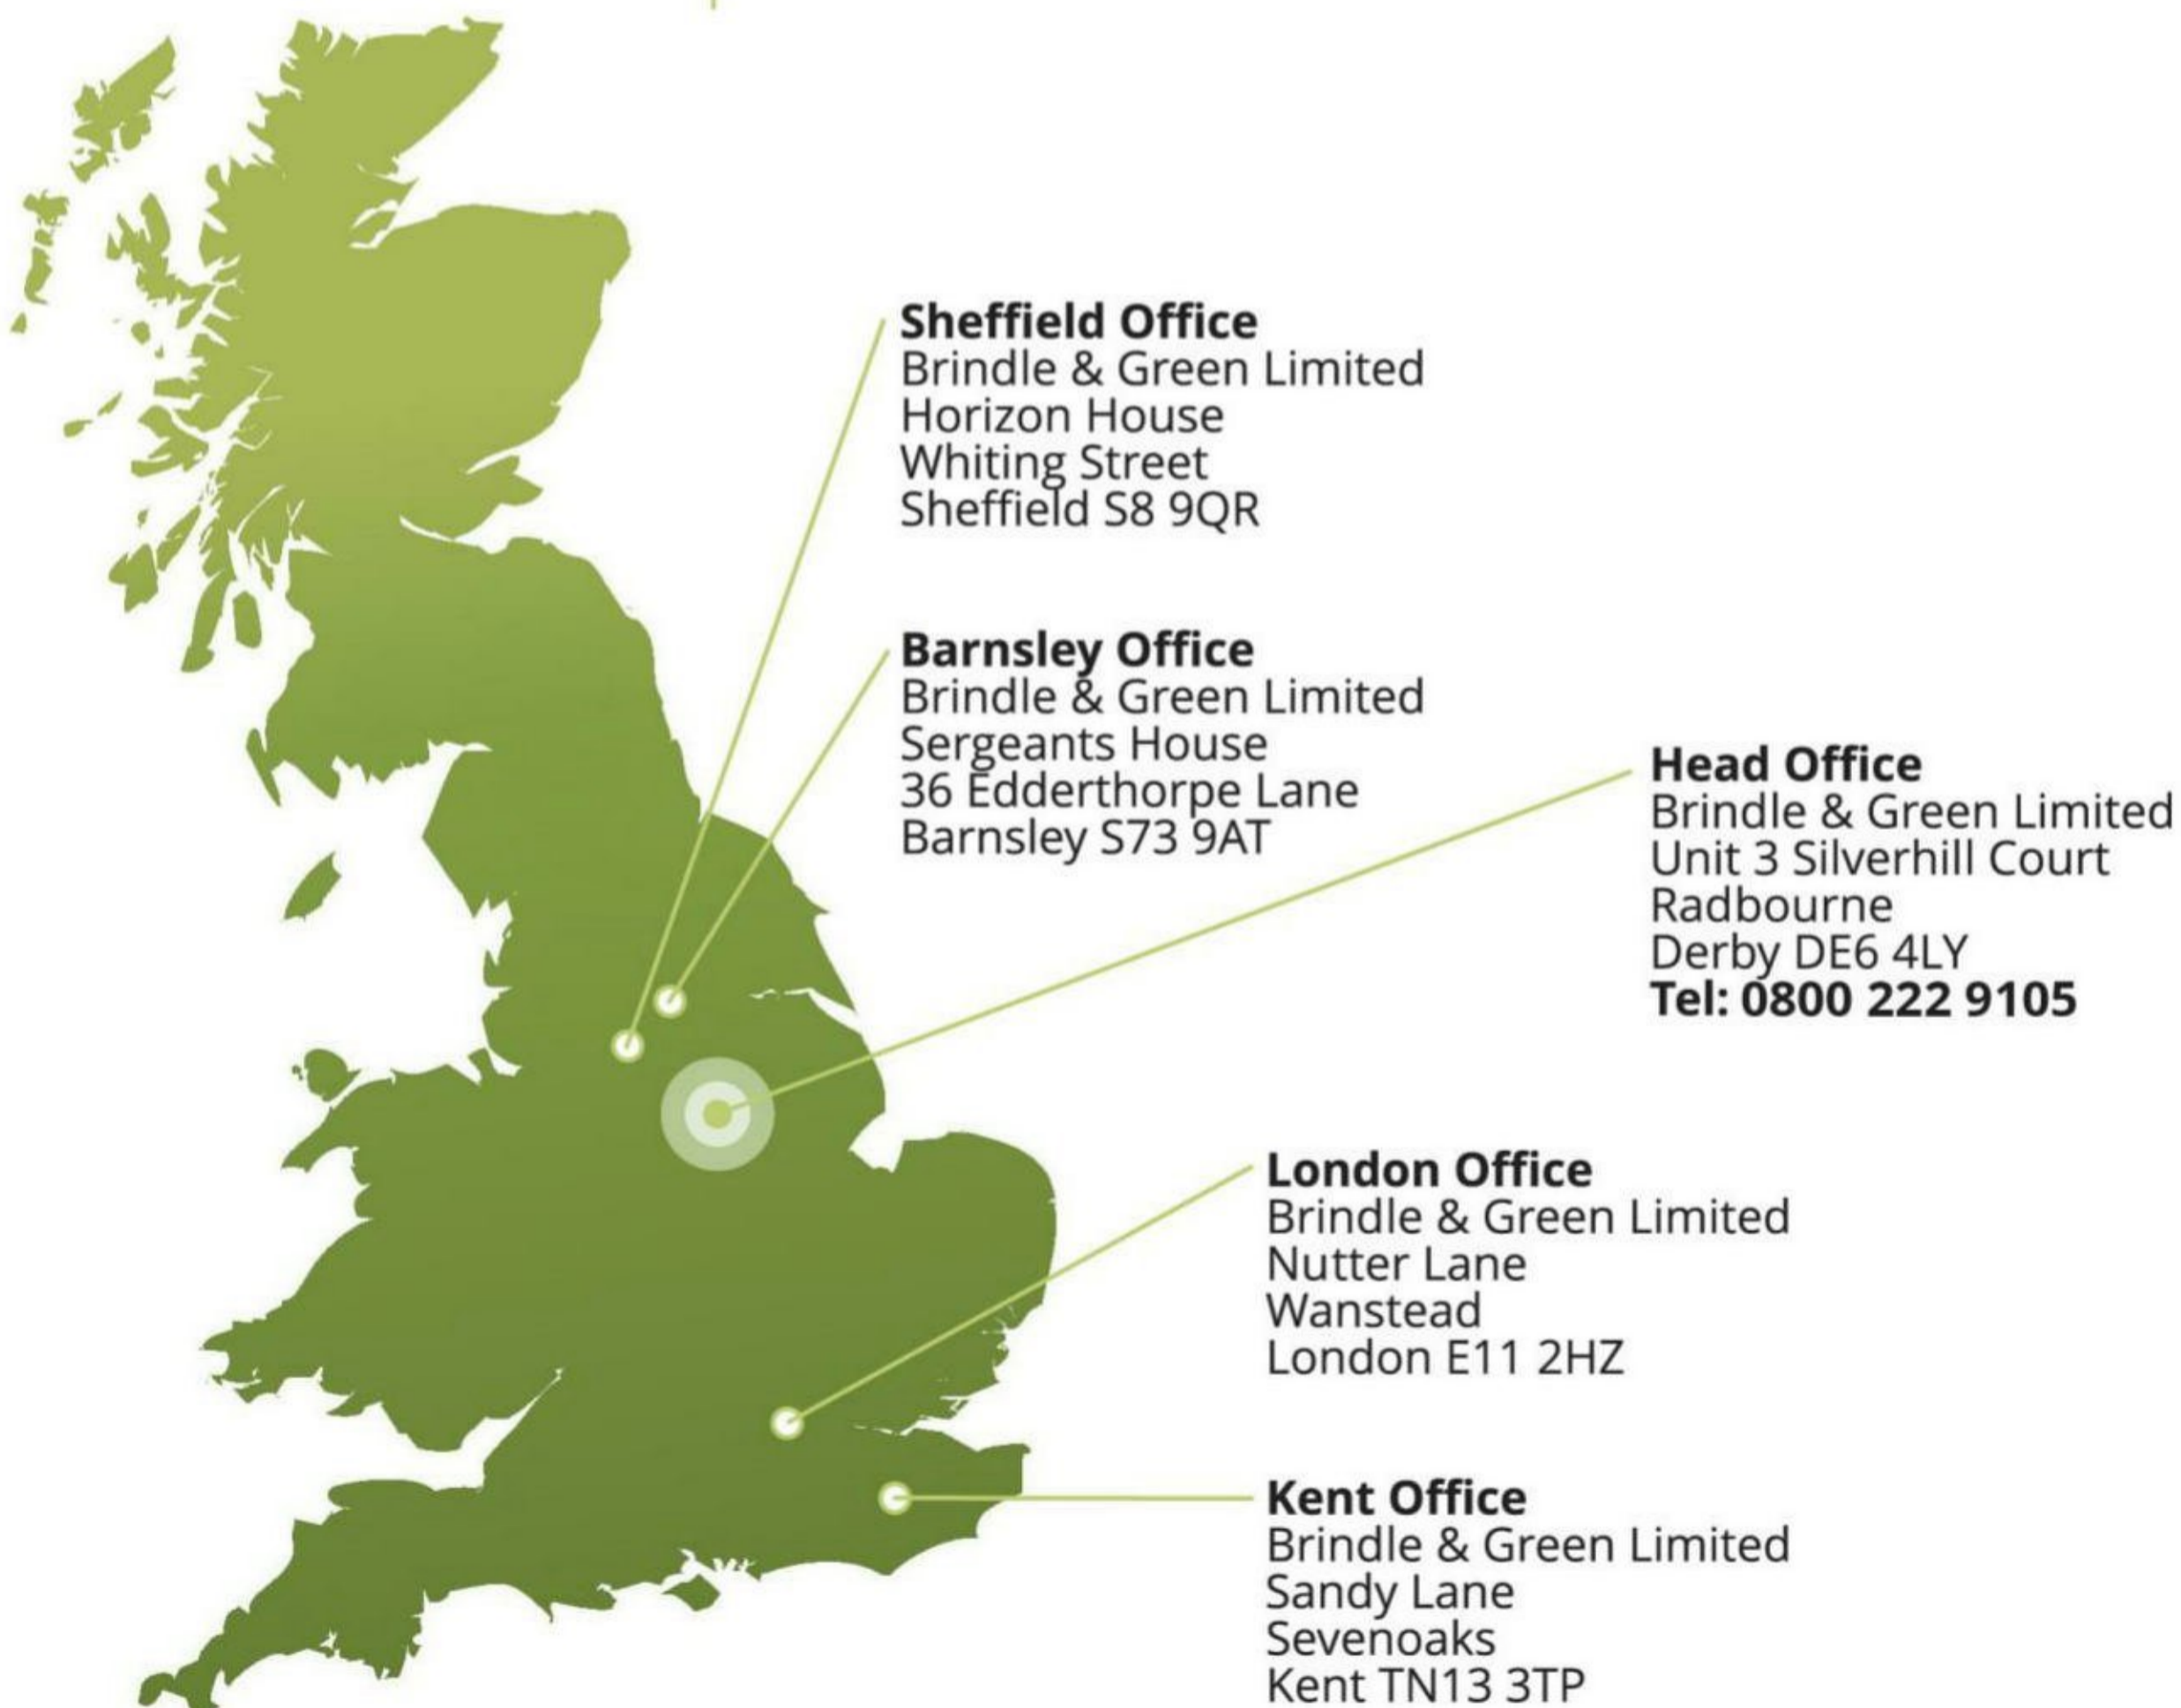 Sheffield Office
Brindle & Green Limited
Horizon House
Whiting Street
Sheffield S8 9QR
Barnsley Office
Brindle & Green Limited
Sergeants House
36 Edderthorpe Lane
Barnsley S73 9AT
Head Office
Brindle & Green Limited
Unit 3 Silverhill Court
Radbourne
Derby DE6 4LY
Tel: 0800 222 9105
London Office
Brindle & Green Limited
Nutter Lane
Wanstead
London E11 2HZ
Kent Office
Brindle & Green Limited
Sandy Lane
Sevenoaks
Kent TN13 3TP